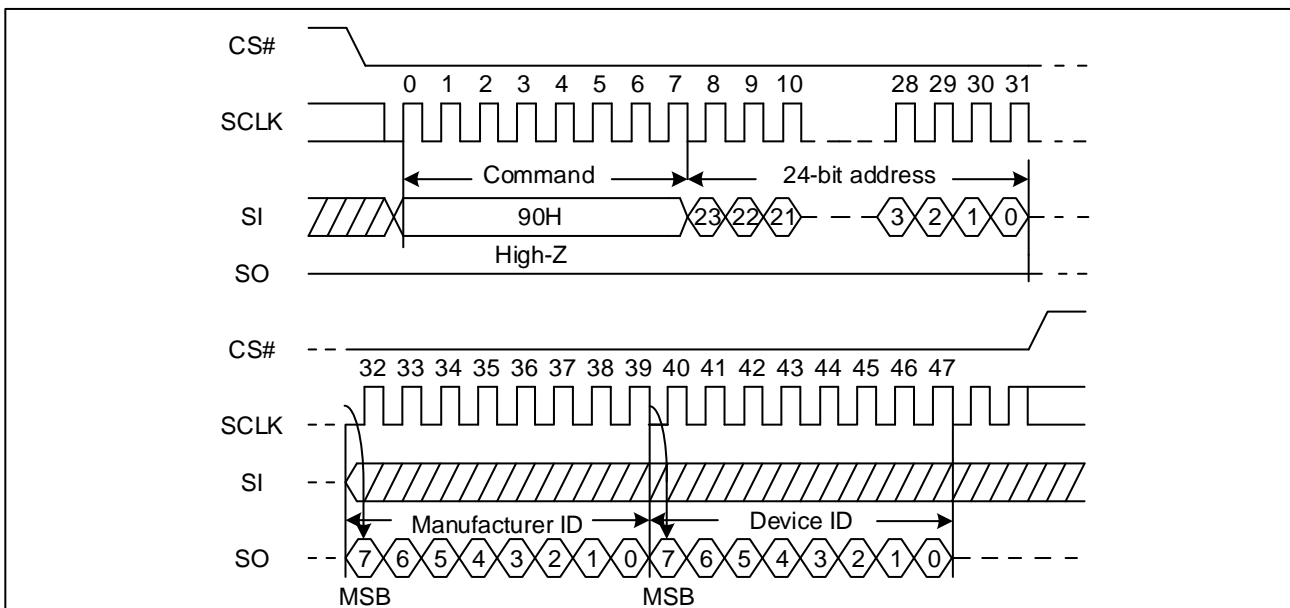 CS#
0 1 2 3 4 5 6 7 8 9 10 28 29 30 31
SCLK
Command 24-bit address
SI 90H 23 22 21 3 2 1 0
High-Z
SO
CS#
32 33 34 35 36 37 38 39 40 41 42 43 44 45 46 47
SCLK
SI
Manufacturer ID Device ID
SO 7 6 5 4 3 2 1 0 7 6 5 4 3 2 1 0
MSB MSB